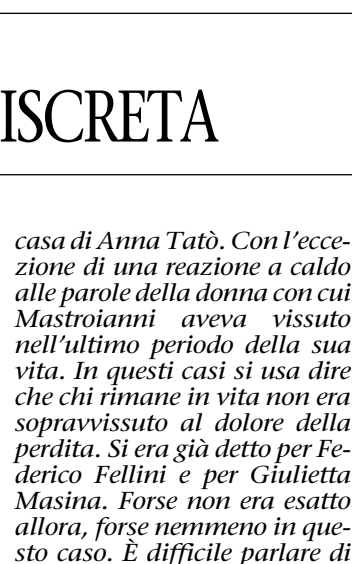 ISCRETA
casa di Anna Tatò. Con l'ecce-
zione di una reazione a caldo
alle parole della donna con cui
Mastroianni aveva vissuto
nell'ultimo periodo della sua
vita. In questi casi si usa dire
che chi rimane in vita non era
sopravvissuto al dolore della
perdita. Si era già detto per Fe-
derico Fellini e per Giulietta
Masina. Forse non era esatto
allora, forse nemmeno in que-
sto caso. È difficile parlare di